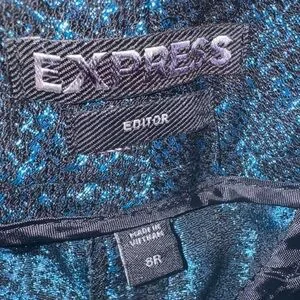 EXPRESS
EDITOR
MADE IN
VIETNAM
8R